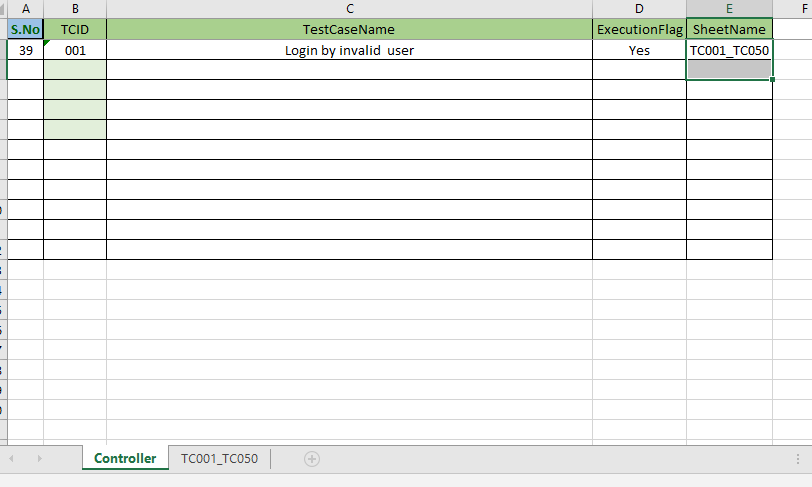 A B C D E F
S.No TCID TestCaseName ExecutionFlag SheetName
39 001 Login by invalid  user Yes TC001_TC050
Controller TC001_TC050